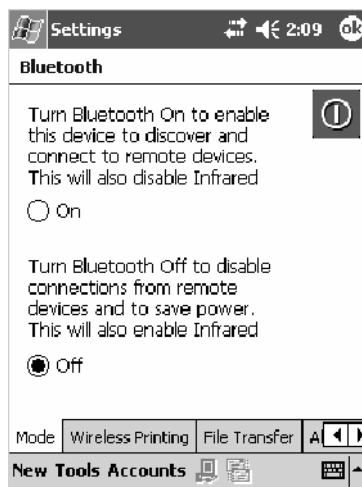 Settings 2:09 ok
Bluetooth
Turn Bluetooth On to enable
this device to discover and
connect to remote devices.
This will also disable Infrared
On
Turn Bluetooth Off to disable
connections from remote
devices and to save power.
This will also enable Infrared
Off
Mode Wireless Printing File Transfer A
New Tools Accounts